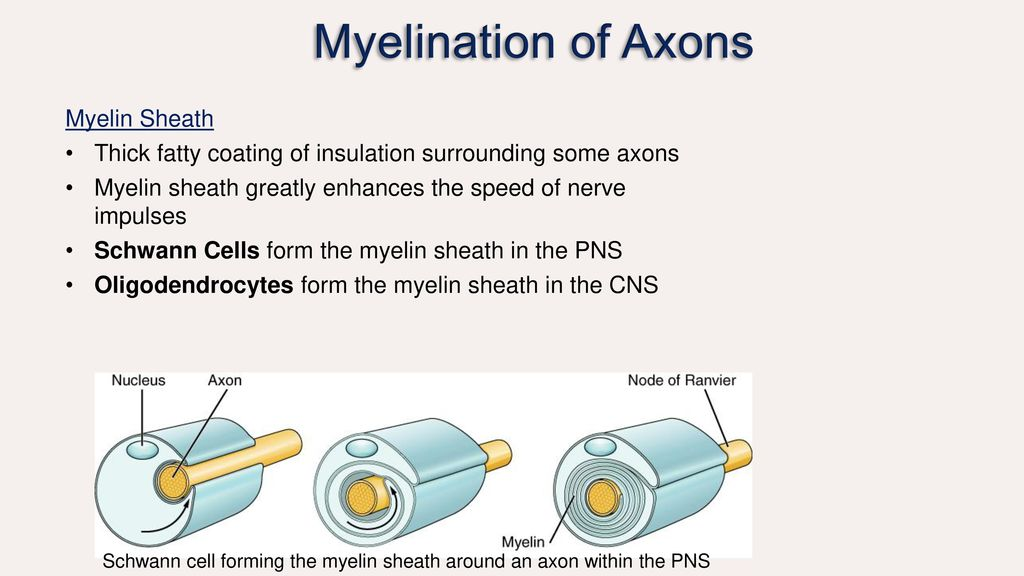 Myelination of Axons
Myelin Sheath
• Thick fatty coating of insulation surrounding some axons
• Myelin sheath greatly enhances the speed of nerve
impulses
• Schwann Cells form the myelin sheath in the PNS
• Oligodendrocytes form the myelin sheath in the CNS
Nucleus Axon Node of Ranvier
Myelin
Schwann cell forming the myelin sheath around an axon within the PNS